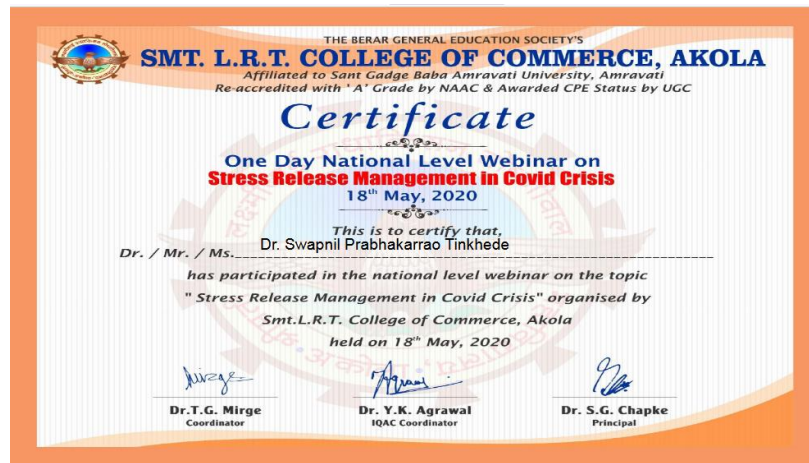 THE BERAR GENERAL EDUCATION SOCIETY'S
SMT. L.R.T. COLLEGE OF COMMERCE, AKOLA
Affiliated to Sant Gadge Baba Amravati University, Amravati
Re-accredited with 'A' Grade by NAAC & Awarded CPE Status by UGC
Certificate
One Day National Level Webinar on
Stress Release Management in Covid Crisis
18th May, 2020
This is to certify that,
Dr. / Mr. / Ms. Dr. Swapnil Prabhakarrao Tinkhede
has participated in the national level webinar on the topic
" Stress Release Management in Covid Crisis" organised by
Smt.L.R.T. College of Commerce, Akola
held on 18th May, 2020
Dr.T.G. Mirge Dr. Y.K. Agrawal Dr. S.G. Chapke
Coordinator IQAC Coordinator Principal